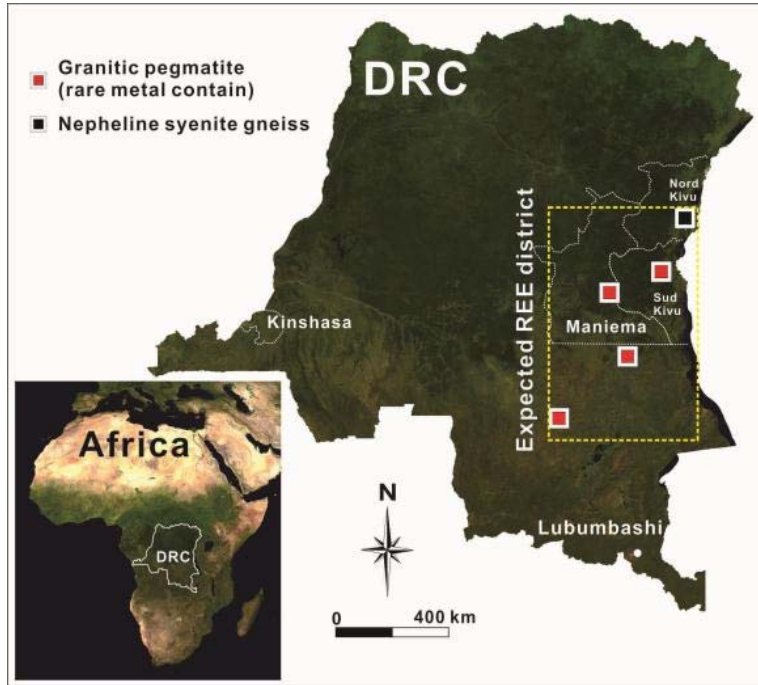 Granitic pegmatite
(rare metal contain)
Nepheline syenite gneiss
DRC
Nord
Kivu
Expected REE district
Sud
Kivu
Maniema
Kinshasa
Africa
DRC
N
Lubumbashi
0 400 km